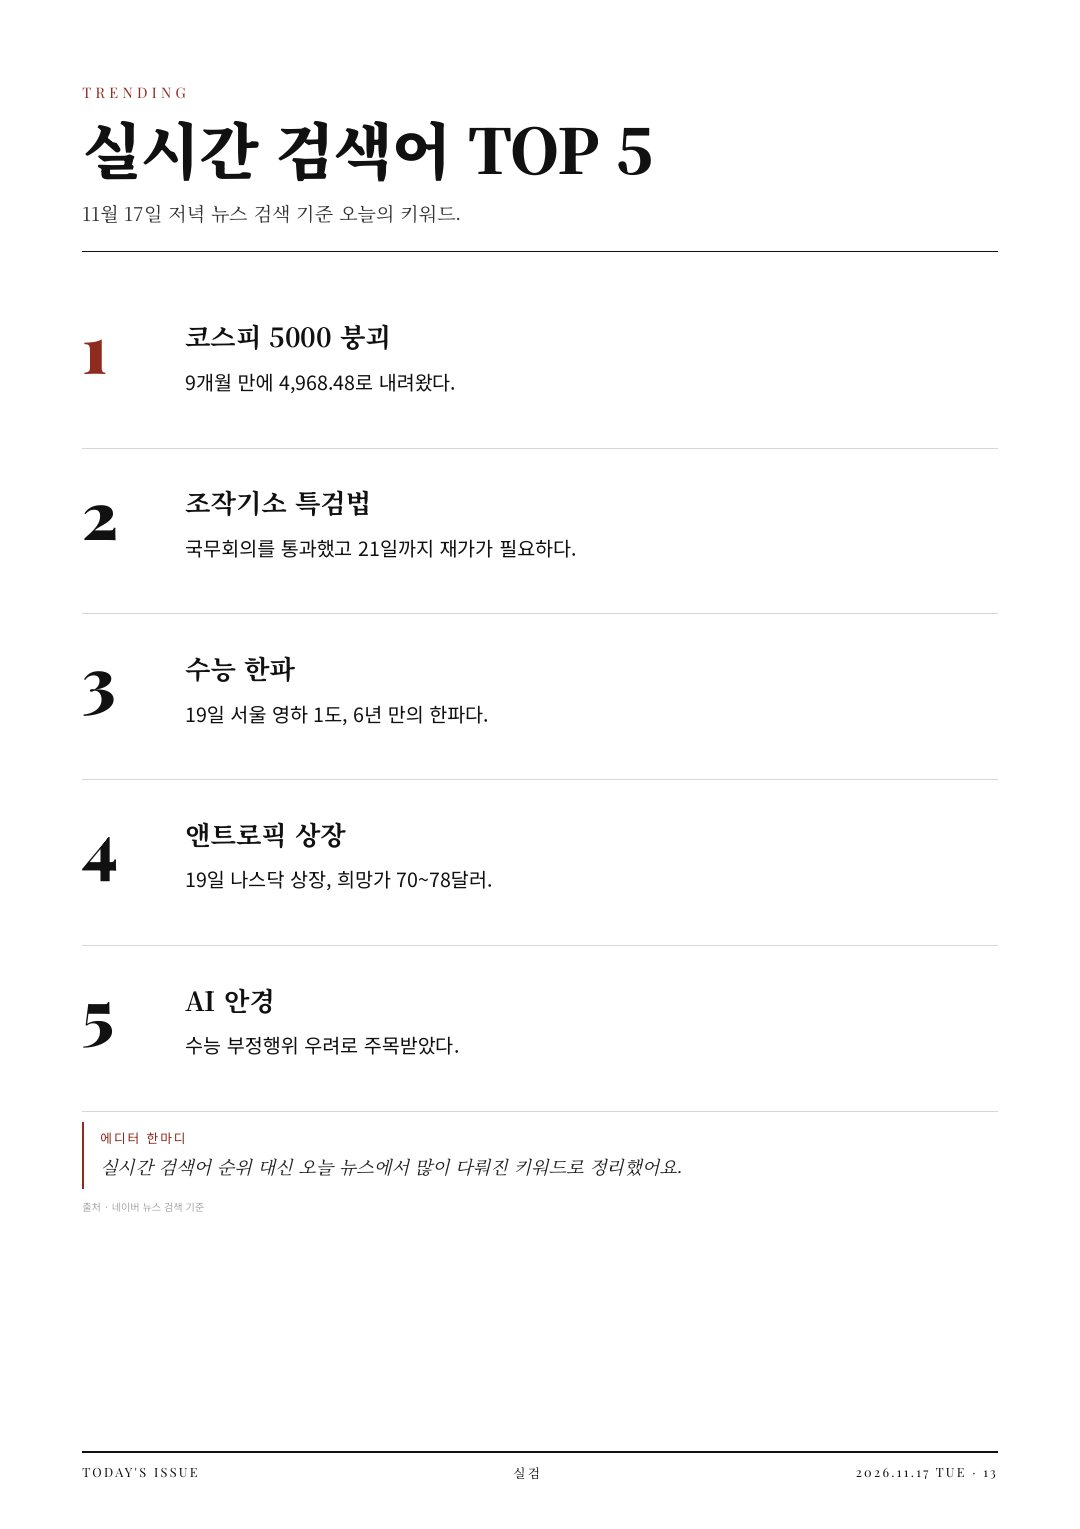 TRENDING
실시간 검색어 TOP 5
11월 17일 저녁 뉴스 검색 기준 오늘의 키워드.
1
코스피 5000 붕괴
9개월 만에 4,968.48로 내려왔다.
2
조작기소 특검법
국무회의를 통과했고 21일까지 재가가 필요하다.
3
수능 한파
19일 서울 영하 1도, 6년 만의 한파다.
4
앤트로픽 상장
19일 나스닥 상장, 희망가 70~78달러.
5
AI 안경
수능 부정행위 우려로 주목받았다.
에디터 한마디
실시간 검색어 순위 대신 오늘 뉴스에서 많이 다뤄진 키워드로 정리했어요.
출처 · 네이버 뉴스 검색 기준
TODAY'S ISSUE
실검
2026.11.17 TUE · 13